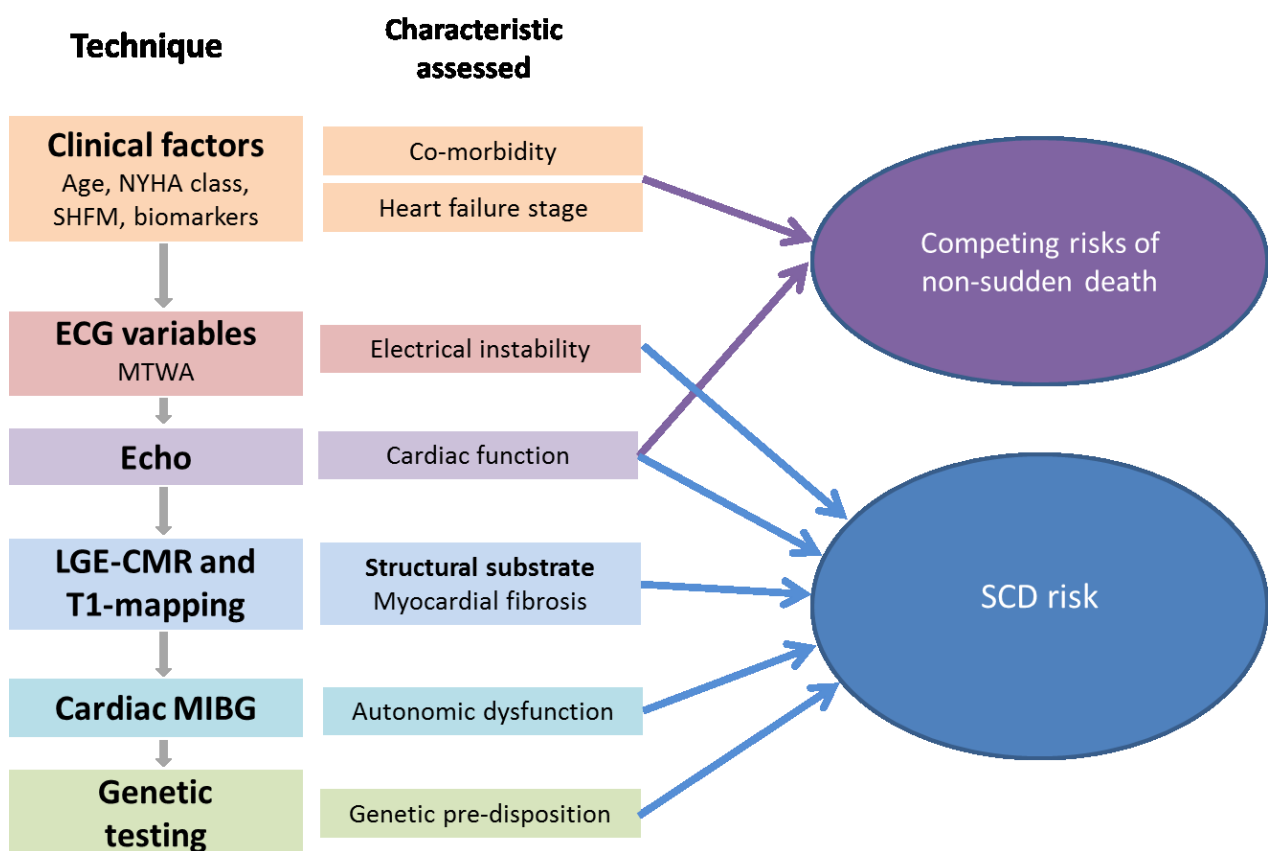 Technique
Characteristic
assessed
Clinical factors
Age, NYHA class,
SHFM, biomarkers
Co-morbidity
Heart failure stage
Competing risks of
non-sudden death
ECG variables
MTWA
Electrical instability
Echo
Cardiac function
LGE-CMR and
T1-mapping
Structural substrate
Myocardial fibrosis
SCD risk
Cardiac MIBG
Autonomic dysfunction
Genetic
testing
Genetic pre-disposition